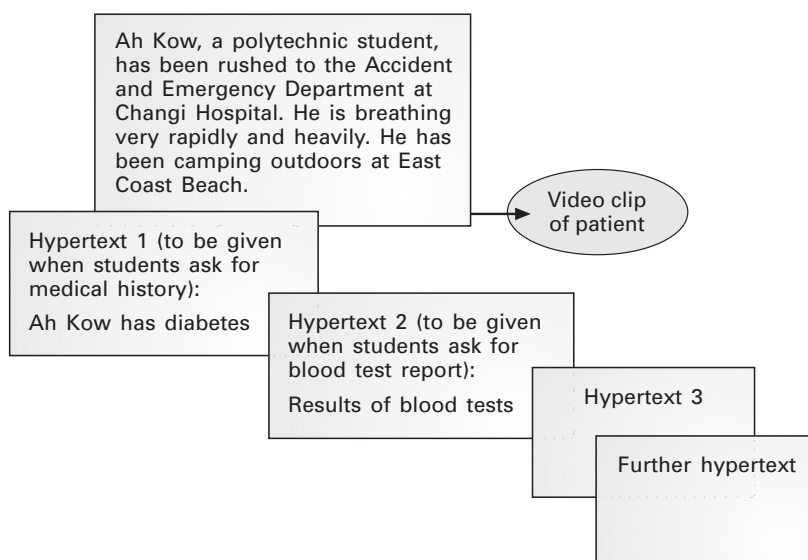 Ah Kow, a polytechnic student,
has been rushed to the Accident
and Emergency Department at
Changi Hospital. He is breathing
very rapidly and heavily. He has
been camping outdoors at East
Coast Beach.
Video clip
of patient
Hypertext 1 (to be given
when students ask for
medical history):
Ah Kow has diabetes
Hypertext 2 (to be given
when students ask for
blood test report):
Results of blood tests
Hypertext 3
Further hypertext